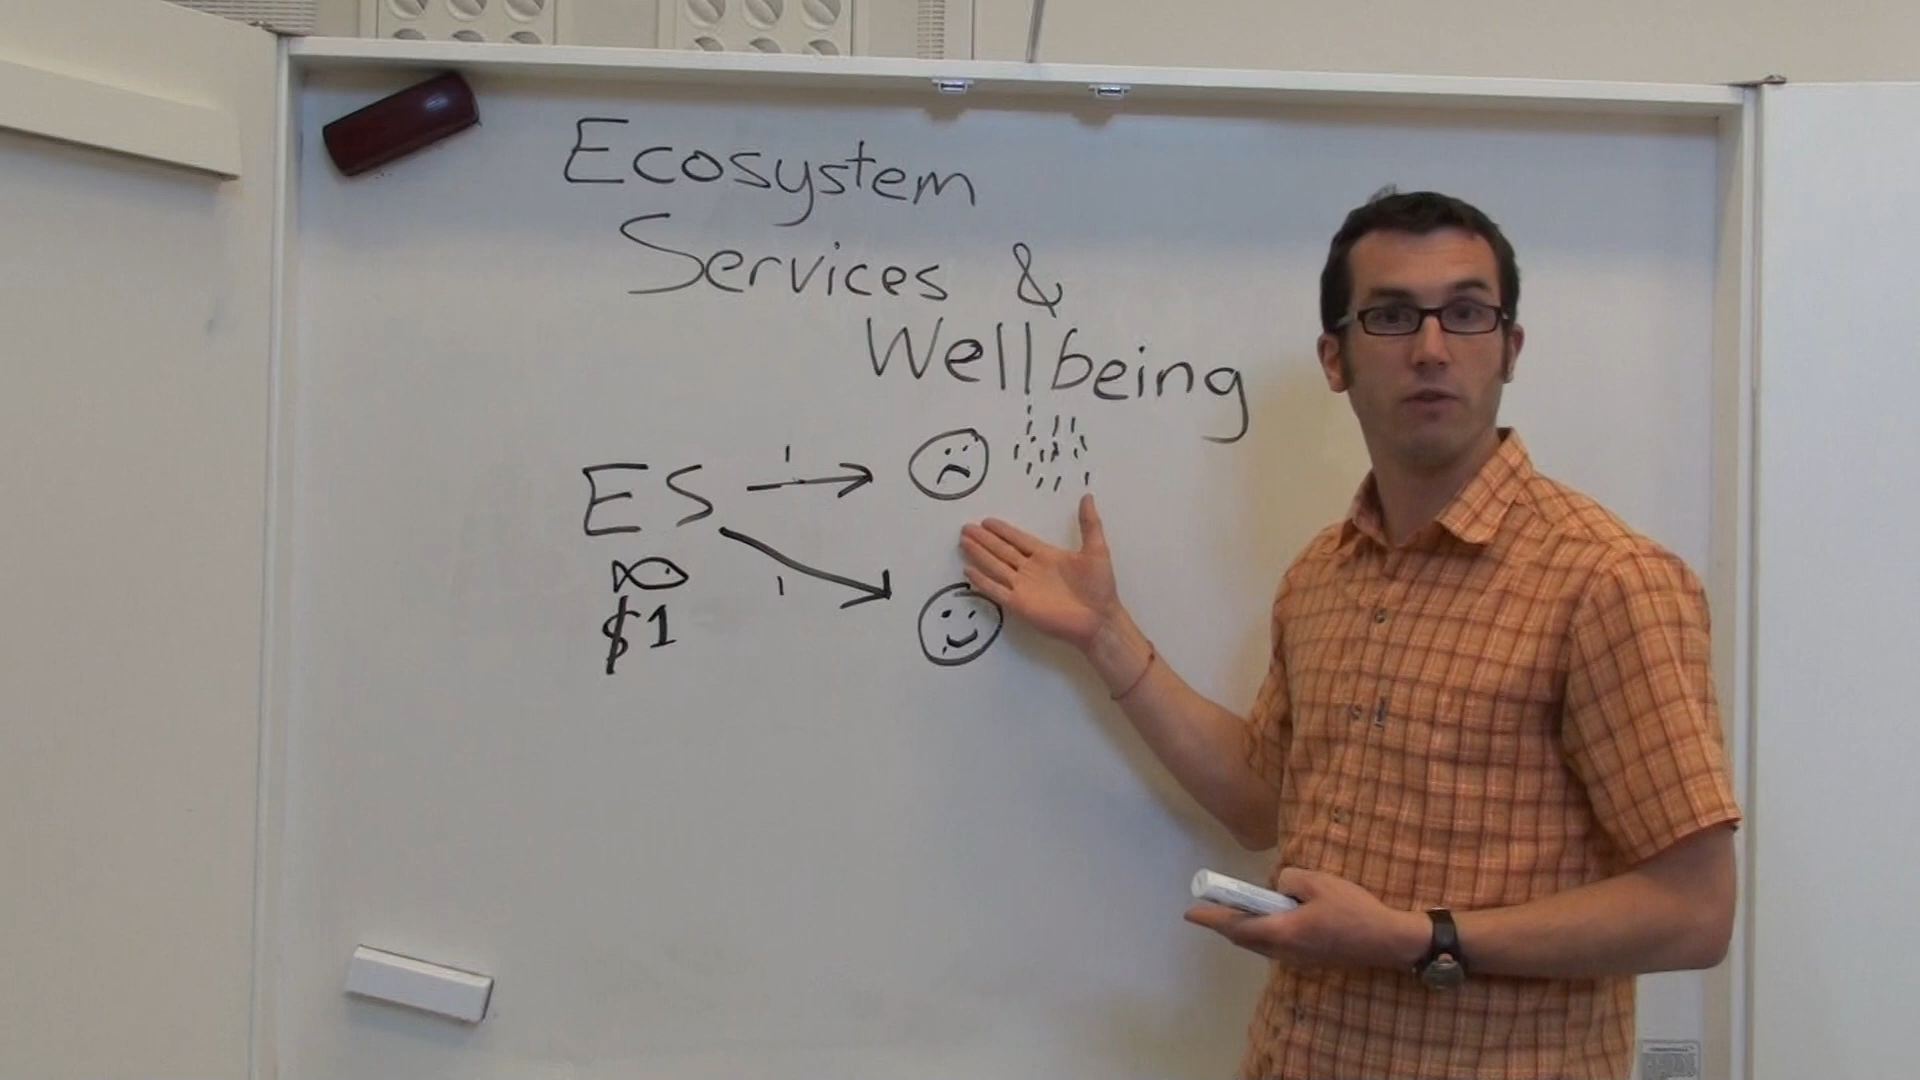 Ecosystem
Services &
Wellbeing
ES
$1